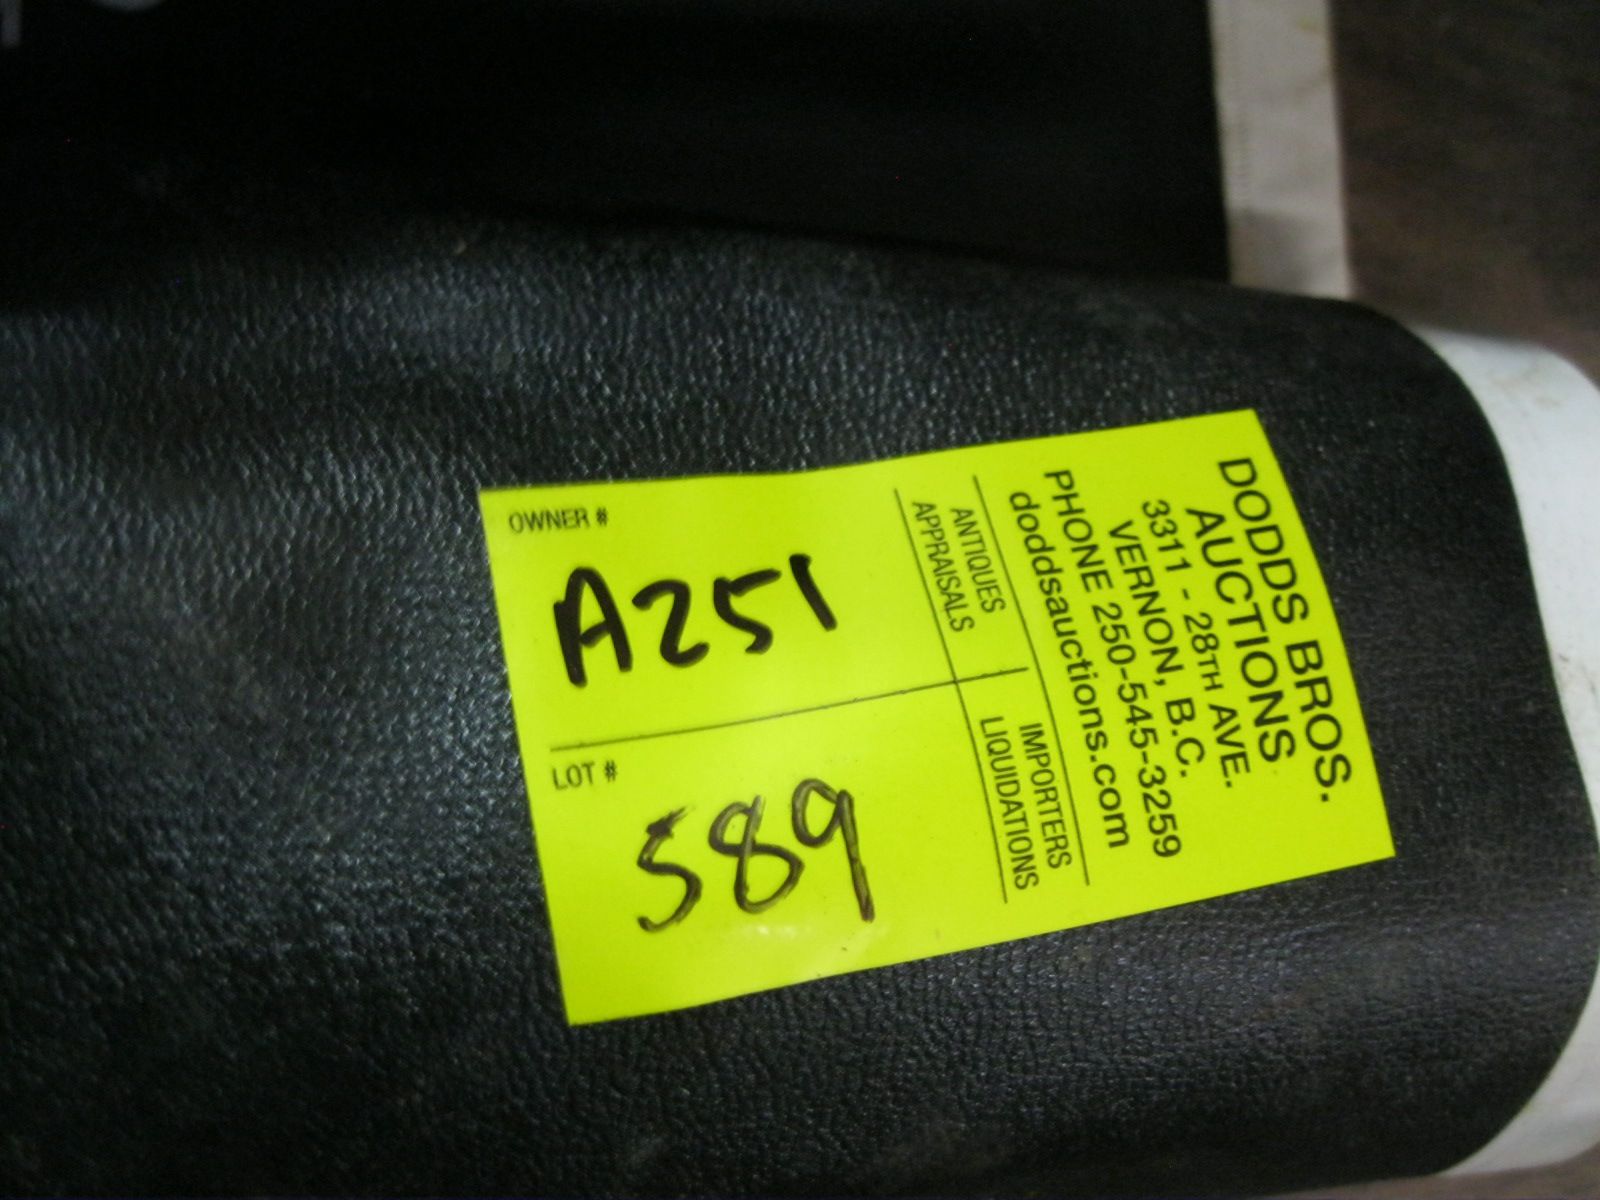 DODDS BROS.
AUCTIONS
3311 - 28TH AVE.
VERNON, B.C.
PHONE 250-545-3259
doddsauctions.com
ANTIQUES
APPRAISALS
IMPORTERS
LIQUIDATIONS
OWNER #
A251
LOT #
589